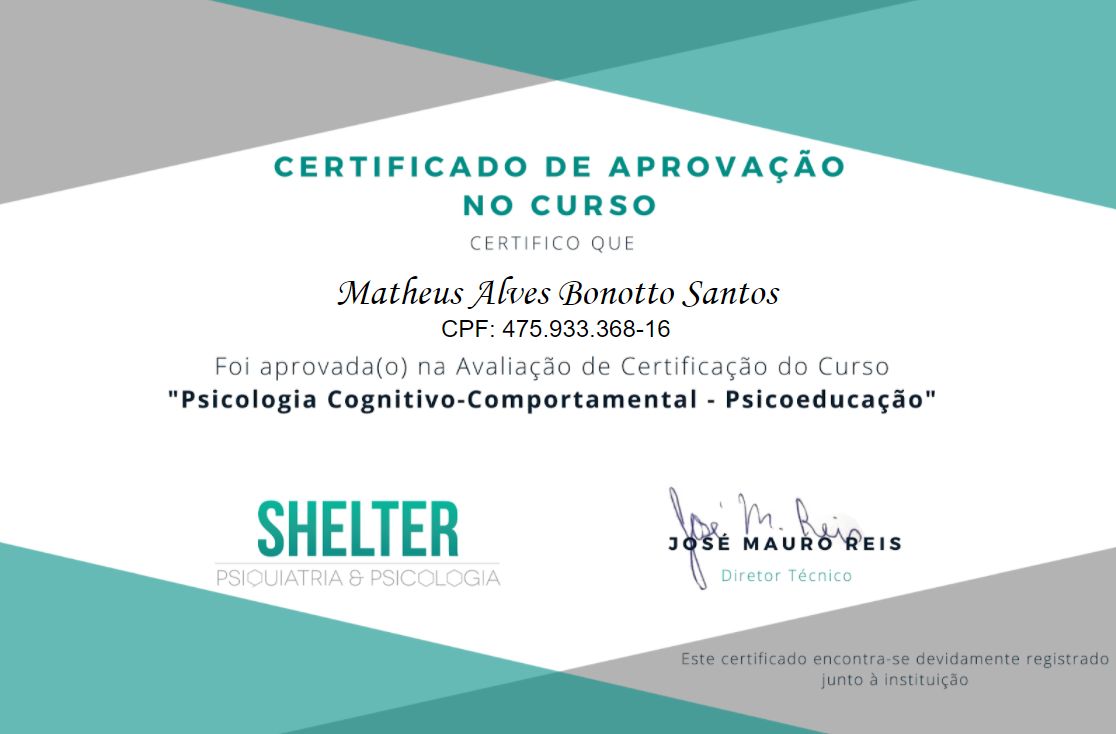 CERTIFICADO DE APROVAÇÃO
NO CURSO
CERTIFICO QUE
Matheus Alves Bonotto Santos
CPF: 475.933.368-16
Foi aprovada(o) na Avaliação de Certificação do Curso
"Psicologia Cognitivo-Comportamental - Psicoeducação"
SHELTER
PSIQUIATRIA & PSICOLOGIA
José M. Reis
JOSÉ MAURO REIS
Diretor Técnico
Este certificado encontra-se devidamente registrado
junto à instituição